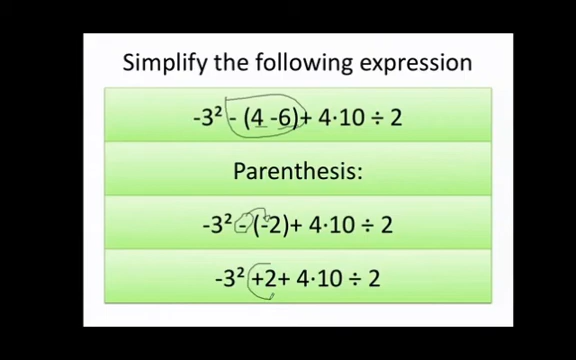 Simplify the following expression
-3² - (4 -6)+ 4·10 ÷ 2
Parenthesis:
-3² - (-2)+ 4·10 ÷ 2
-3² +2+ 4·10 ÷ 2